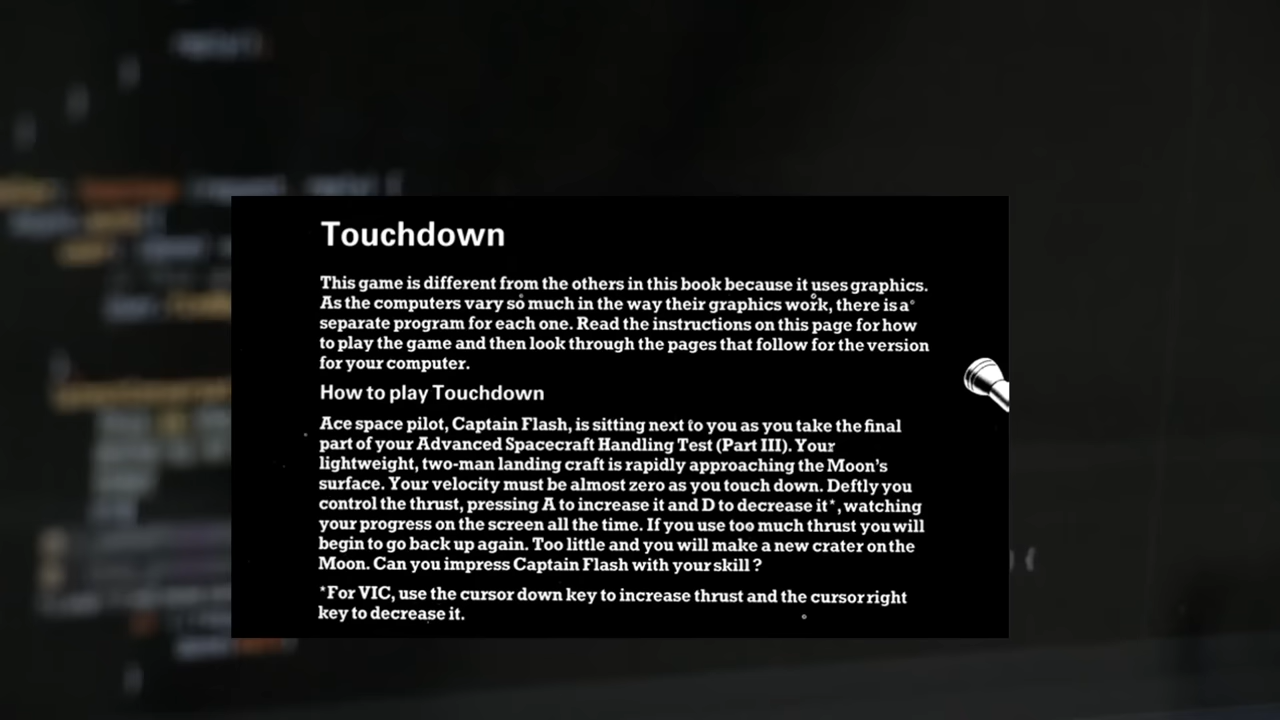 Touchdown
This game is different from the others in this book because it uses graphics.
As the computers vary so much in the way their graphics work, there is a
separate program for each one. Read the instructions on this page for how
to play the game and then look through the pages that follow for the version
for your computer.
How to play Touchdown
Ace space pilot, Captain Flash, is sitting next to you as you take the final
part of your Advanced Spacecraft Handling Test (Part III). Your
lightweight, two-man landing craft is rapidly approaching the Moon's
surface. Your velocity must be almost zero as you touch down. Deftly you
control the thrust, pressing A to increase it and D to decrease it*, watching
your progress on the screen all the time. If you use too much thrust you will
begin to go back up again. Too little and you will make a new crater on the
Moon. Can you impress Captain Flash with your skill ?
*For VIC, use the cursor down key to increase thrust and the cursor right
key to decrease it.